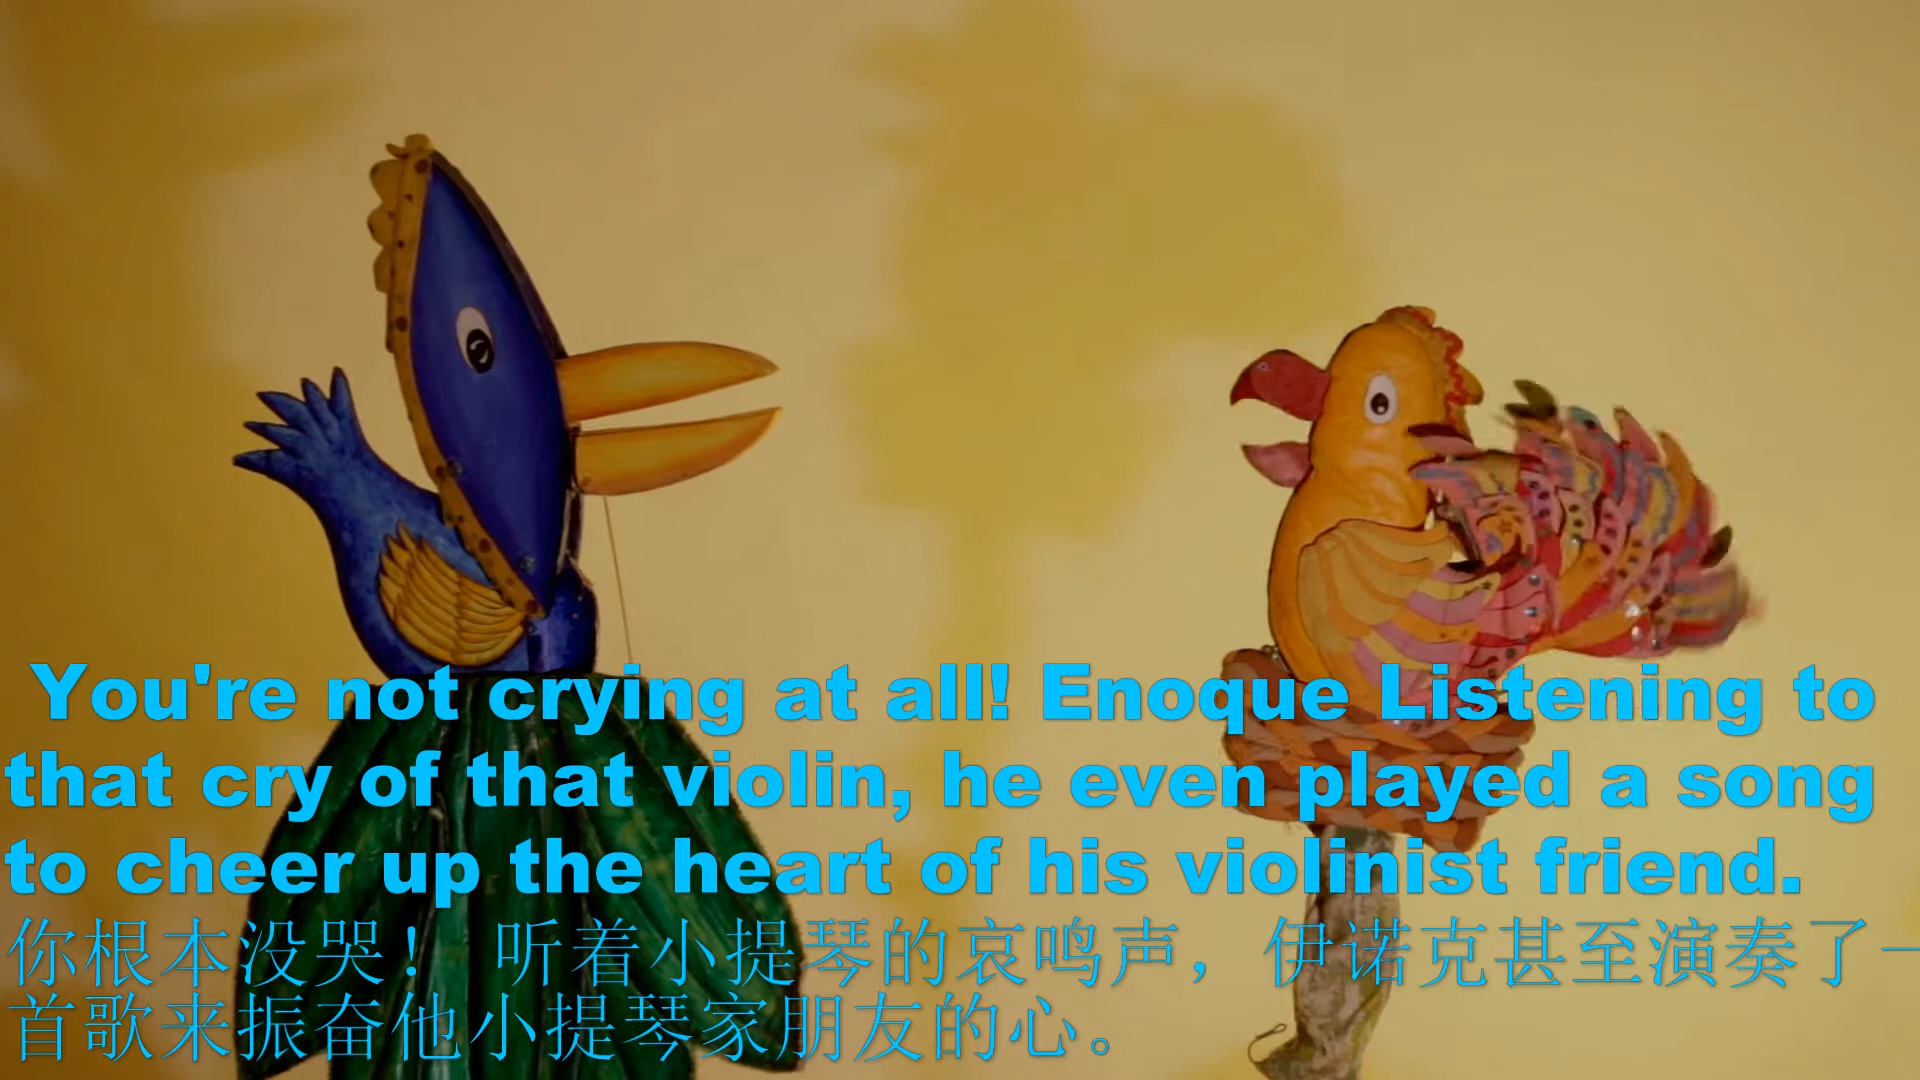 You're not crying at all! Enoque Listening to
that cry of that violin, he even played a song
to cheer up the heart of his violinist friend.
你根本没哭！ 听着小提琴的哀鸣声，伊诺克甚至演奏了一
首歌来振奋他小提琴家朋友的心。